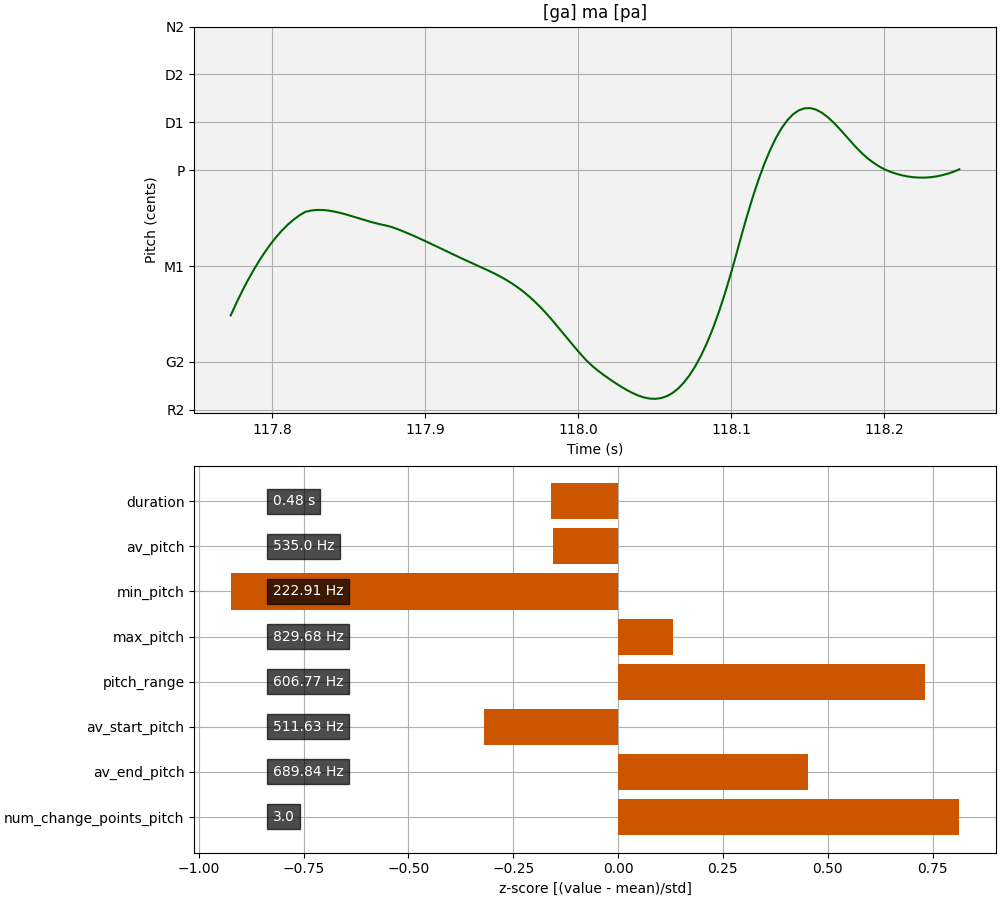 [ga] ma [pa]
N2
D2
D1
P
M1
G2
R2
Pitch (cents)
117.8 117.9 118.0 118.1 118.2
Time (s)
duration 0.48 s
av_pitch 535.0 Hz
min_pitch 222.91 Hz
max_pitch 829.68 Hz
pitch_range 606.77 Hz
av_start_pitch 511.63 Hz
av_end_pitch 689.84 Hz
num_change_points_pitch 3.0
−1.00 −0.75 −0.50 −0.25 0.00 0.25 0.50 0.75
z-score [(value - mean)/std]